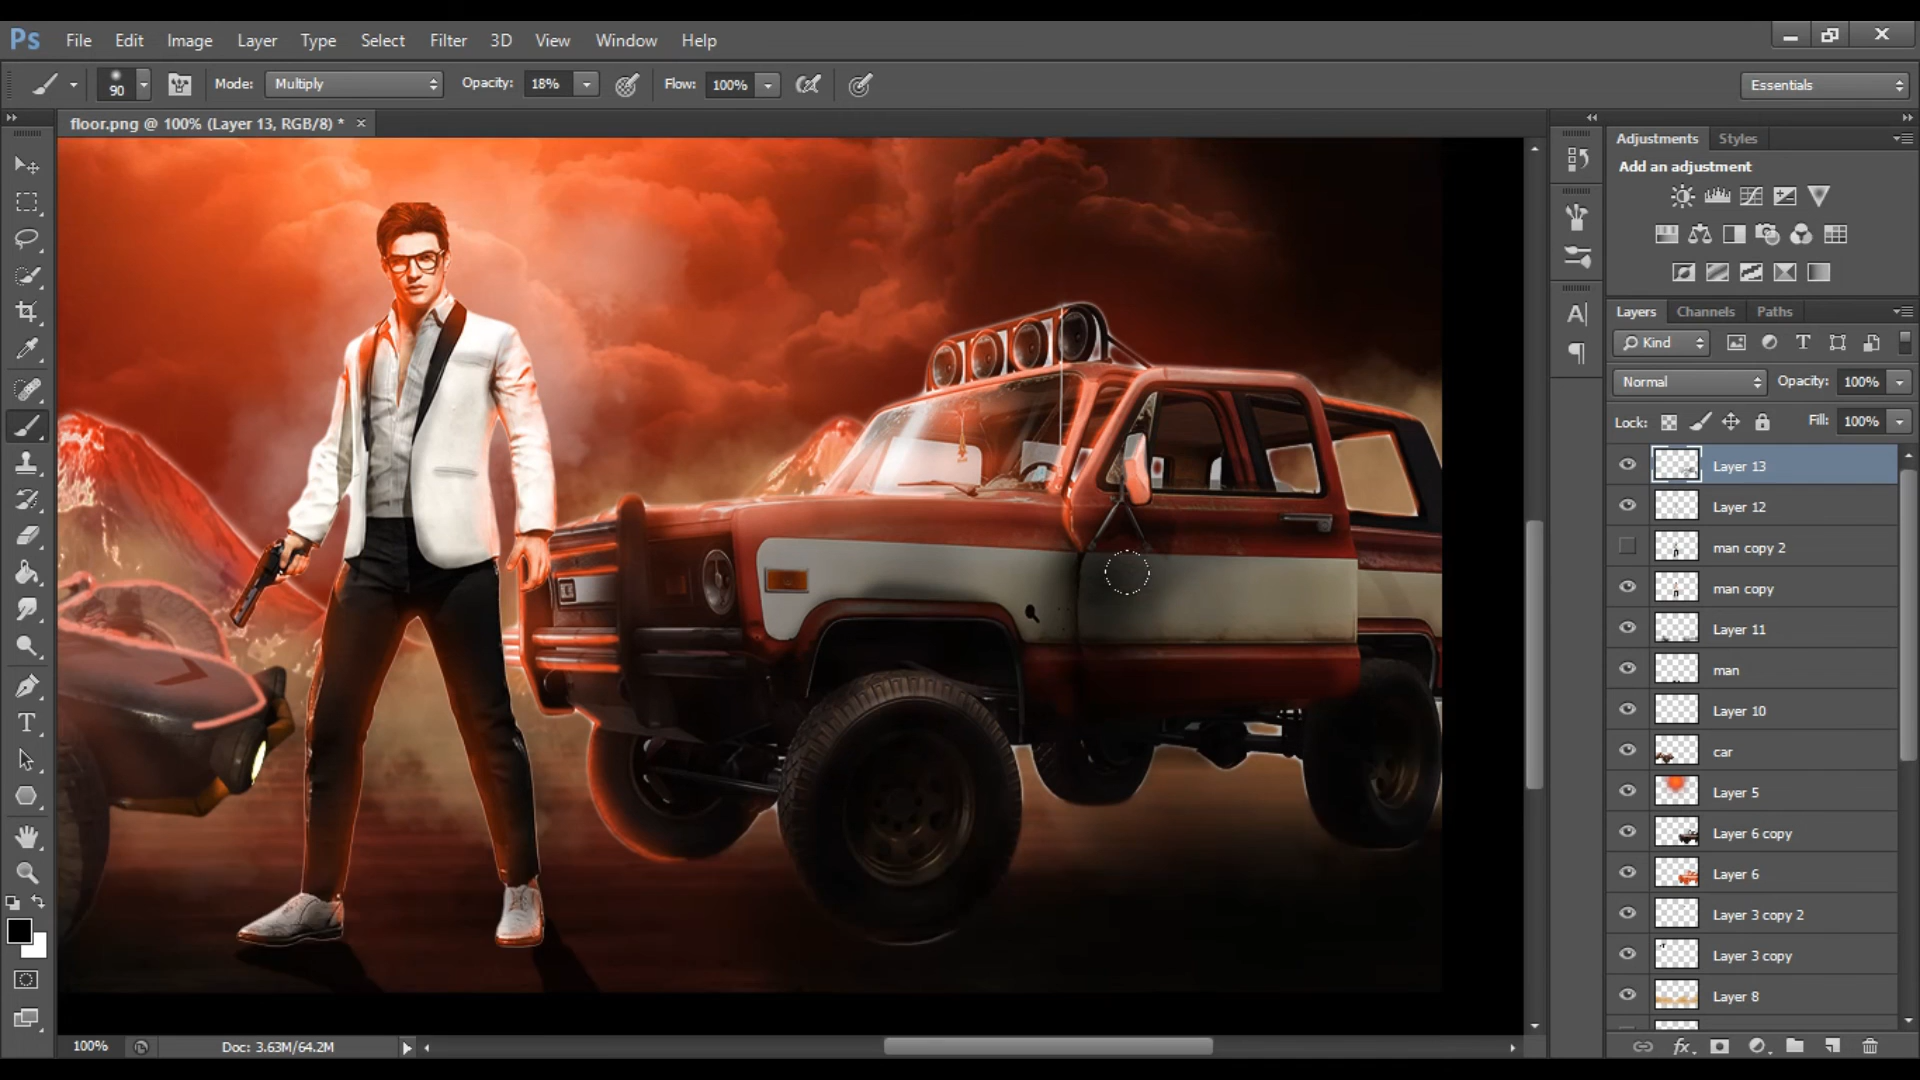 Ps File Edit Image Layer Type Select Filter 3D View Window Help
90 Mode: Multiply Opacity: 18% Flow: 100% Essentials
floor.png @ 100% (Layer 13, RGB/8) *
Adjustments Styles
Add an adjustment
Layers Channels Paths
Kind
Normal Opacity: 100%
Lock: Fill: 100%
Layer 13
Layer 12
man copy 2
man copy
Layer 11
man
Layer 10
car
Layer 5
Layer 6 copy
Layer 6
Layer 3 copy 2
Layer 3 copy
Layer 8
100% Doc: 3.63M/64.2M